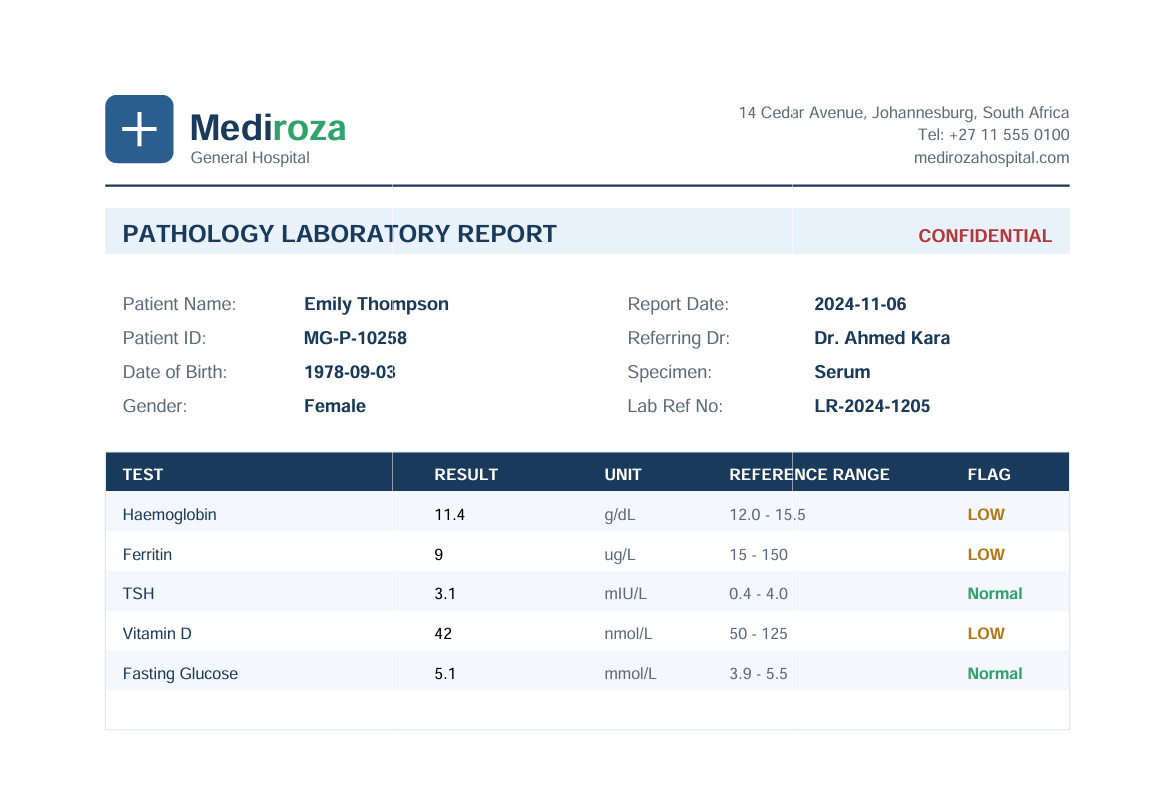 Mediroza
General Hospital
14 Cedar Avenue, Johannesburg, South Africa
Tel: +27 11 555 0100
medirozahospital.com
PATHOLOGY LABORATORY REPORT CONFIDENTIAL
Patient Name: Emily Thompson Report Date: 2024-11-06
Patient ID: MG-P-10258 Referring Dr: Dr. Ahmed Kara
Date of Birth: 1978-09-03 Specimen: Serum
Gender: Female Lab Ref No: LR-2024-1205
TEST RESULT UNIT REFERENCE RANGE FLAG
Haemoglobin 11.4 g/dL 12.0 - 15.5 LOW
Ferritin 9 ug/L 15 - 150 LOW
TSH 3.1 mIU/L 0.4 - 4.0 Normal
Vitamin D 42 nmol/L 50 - 125 LOW
Fasting Glucose 5.1 mmol/L 3.9 - 5.5 Normal